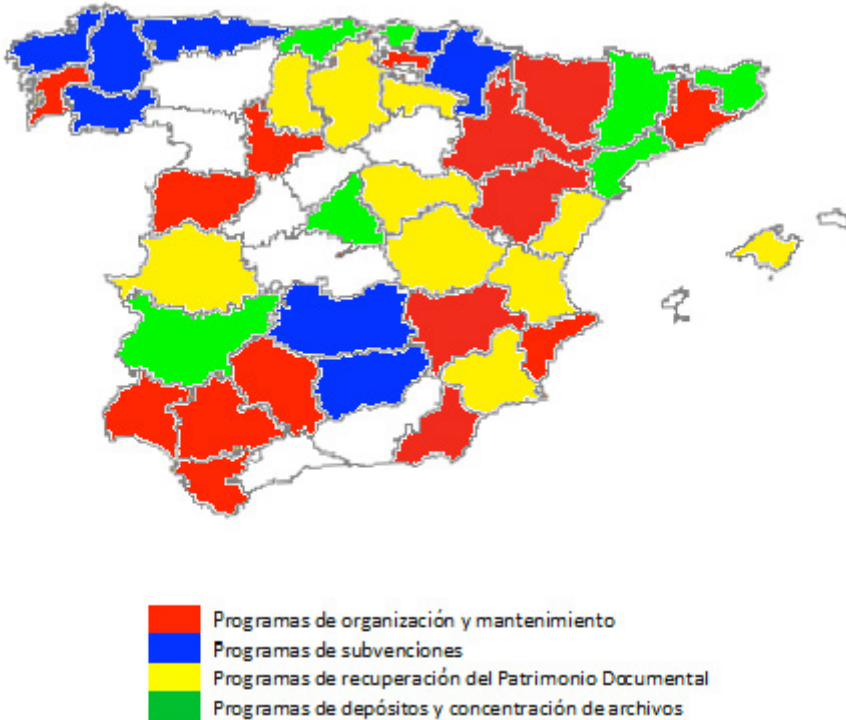 Programas de organización y mantenimiento
Programas de subvenciones
Programas de recuperación del Patrimonio Documental
Programas de depósitos y concentración de archivos